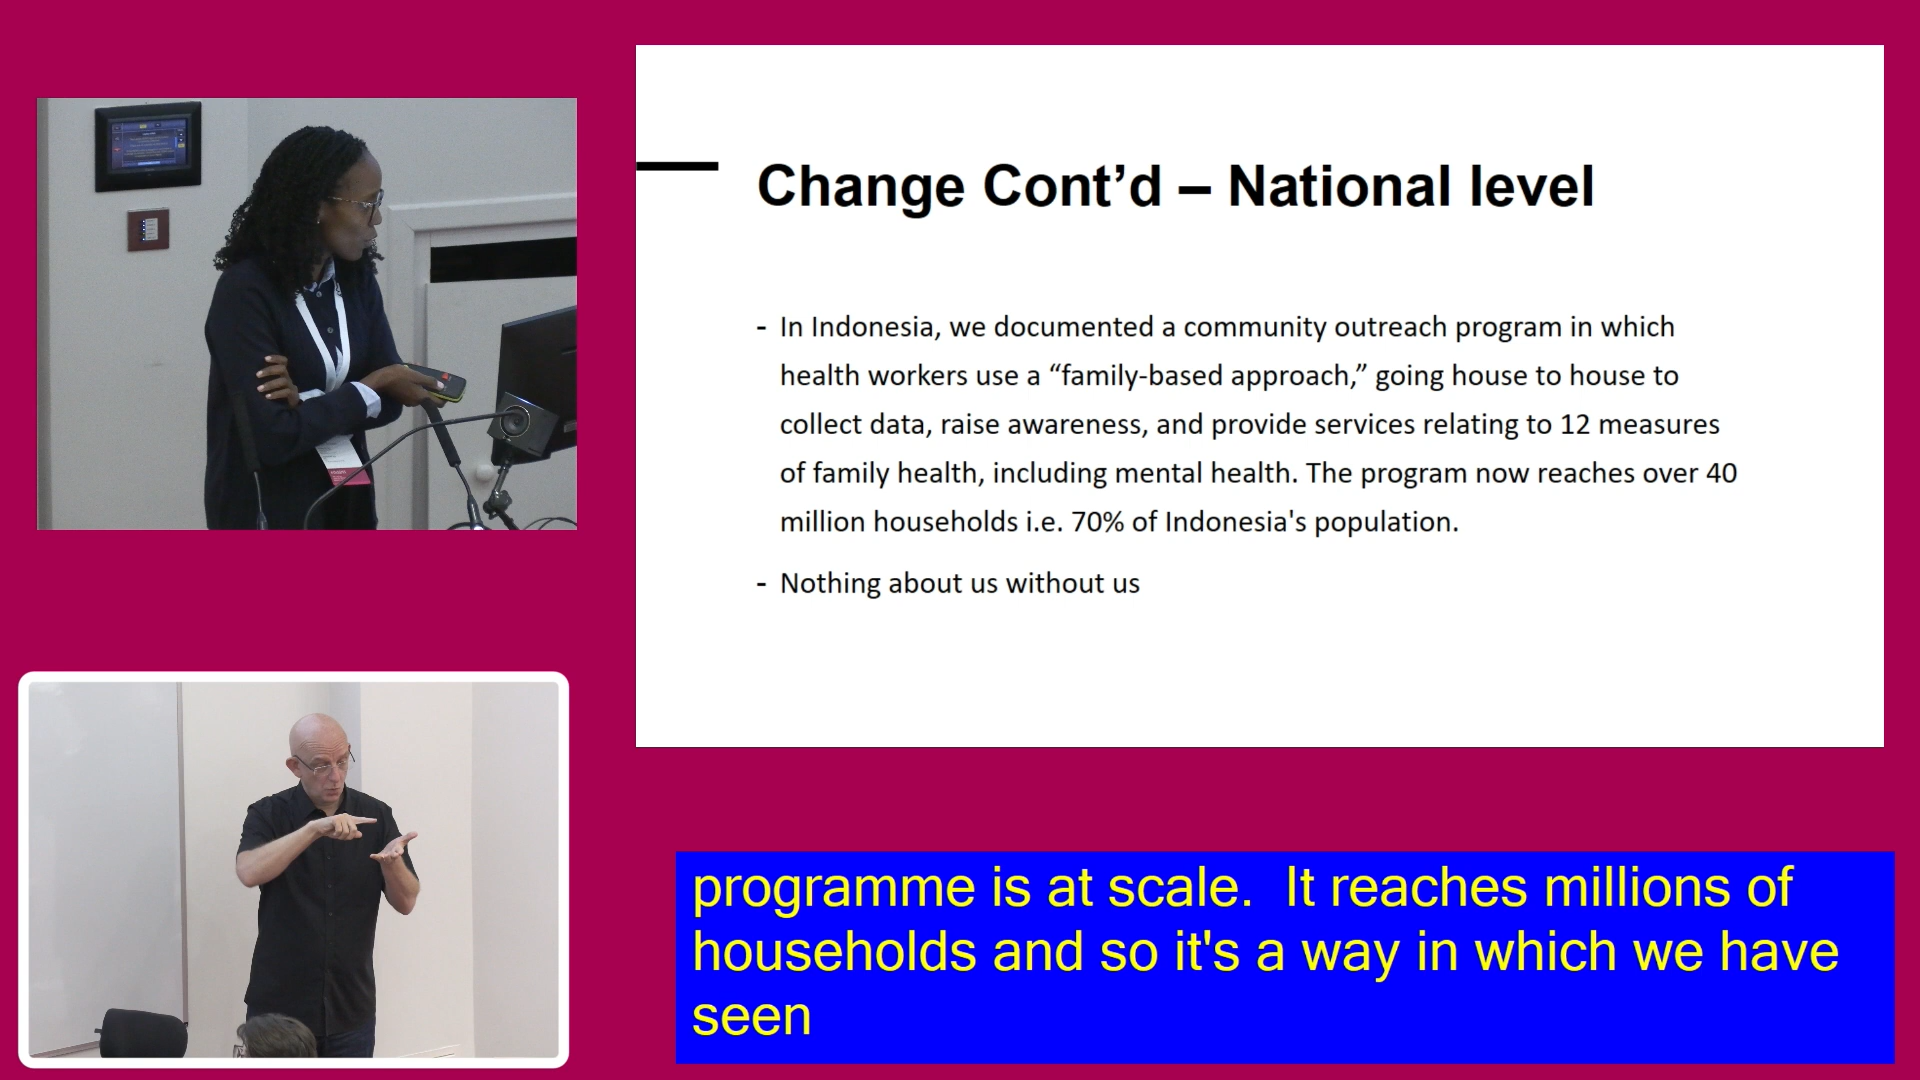 Change Cont’d – National level
- In Indonesia, we documented a community outreach program in which
health workers use a “family-based approach,” going house to house to
collect data, raise awareness, and provide services relating to 12 measures
of family health, including mental health. The program now reaches over 40
million households i.e. 70% of Indonesia's population.
- Nothing about us without us
programme is at scale.  It reaches millions of
households and so it's a way in which we have
seen